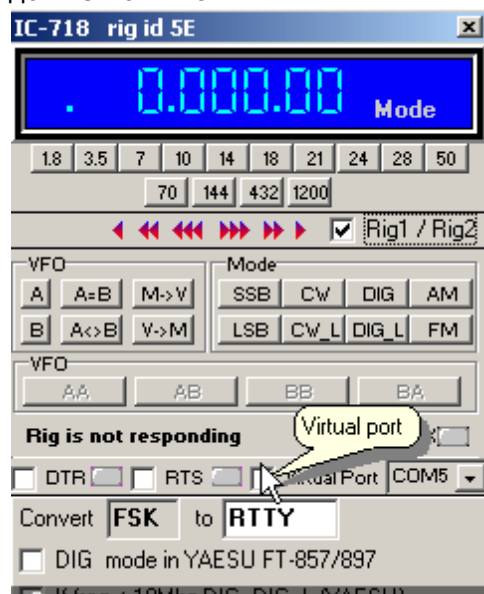 IC-718 rig id 5E
. 0.000.00 Mode
1.8 3.5 7 10 14 18 21 24 28 50
70 144 432 1200
Rig1 / Rig2
VFO Mode
A A=B M->V SSB CW DIG AM
B A<>B V->M LSB CW_L DIG_L FM
VFO
AA AB BB BA
Rig is not responding Virtual port
DTR RTS Port COM5
Convert FSK to RTTY
DIG mode in YAESU FT-857/897